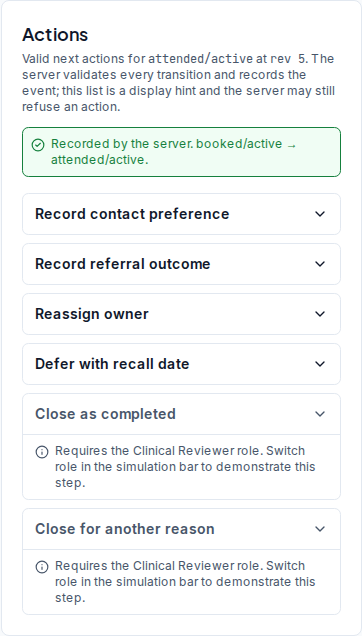 Actions
Valid next actions for attended/active at rev 5. The
server validates every transition and records the
event; this list is a display hint and the server may still
refuse an action.
Recorded by the server. booked/active →
attended/active.
Record contact preference
Record referral outcome
Reassign owner
Defer with recall date
Close as completed
Requires the Clinical Reviewer role. Switch
role in the simulation bar to demonstrate this
step.
Close for another reason
Requires the Clinical Reviewer role. Switch
role in the simulation bar to demonstrate this
step.